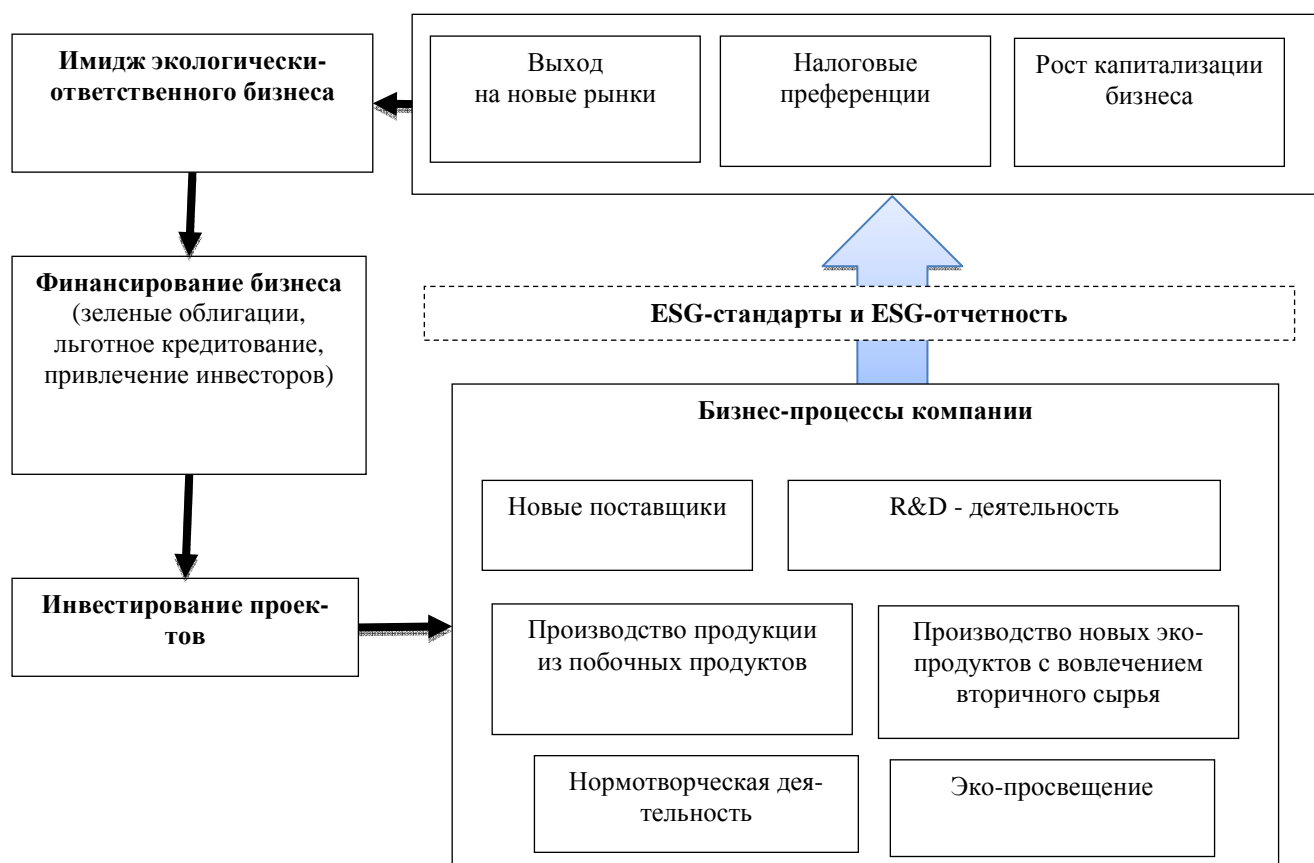 Имидж экологически-
ответственного бизнеса
Выход
на новые рынки
Налоговые
преференции
Рост капитализации
бизнеса
Финансирование бизнеса
(зеленые облигации,
льготное кредитование,
привлечение инвесторов)
ESG-стандарты и ESG-отчетность
Бизнес-процессы компании
Новые поставщики
R&D - деятельность
Инвестирование проек-
тов
Производство продукции
из побочных продуктов
Производство новых эко-
продуктов с вовлечением
вторичного сырья
Нормотворческая дея-
тельность
Эко-просвещение